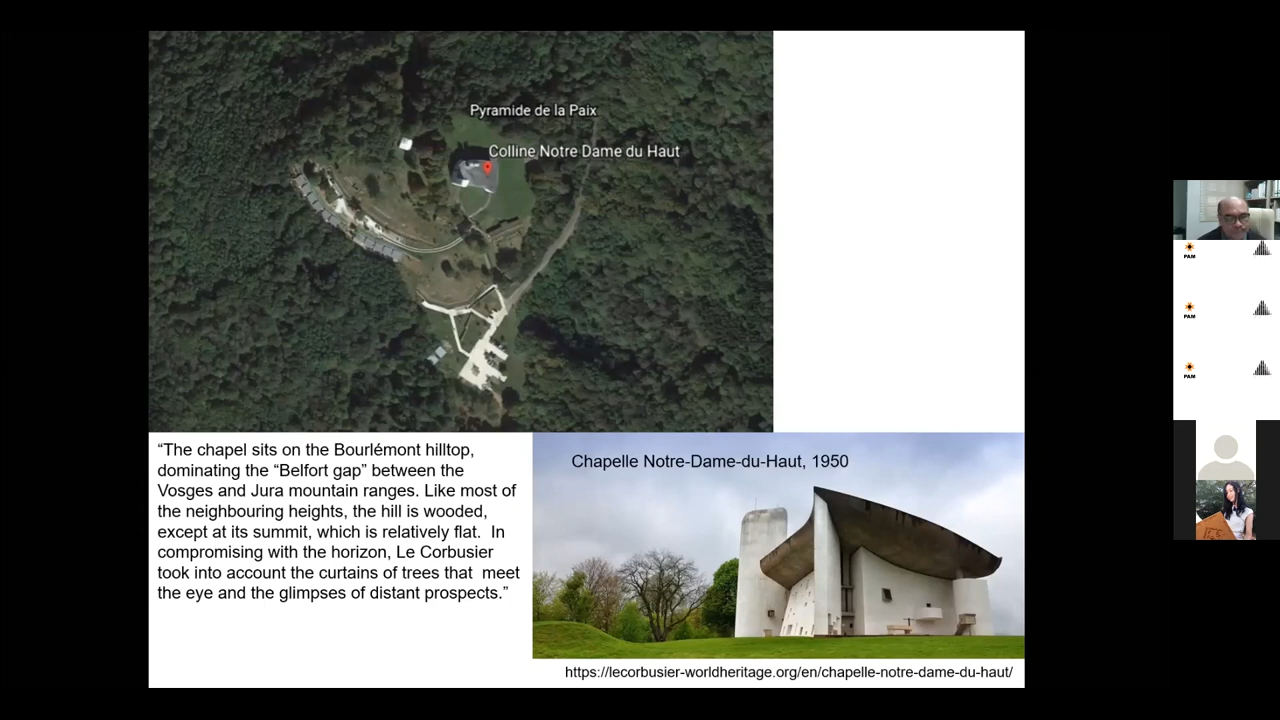 Pyramide de la Paix
Colline Notre Dame du Haut
“The chapel sits on the Bourlémont hilltop,
dominating the “Belfort gap” between the
Vosges and Jura mountain ranges. Like most of
the neighbouring heights, the hill is wooded,
except at its summit, which is relatively flat.  In
compromising with the horizon, Le Corbusier
took into account the curtains of trees that  meet
the eye and the glimpses of distant prospects.”
Chapelle Notre-Dame-du-Haut, 1950
https://lecorbusier-worldheritage.org/en/chapelle-notre-dame-du-haut/
PAM
PAM
PAM